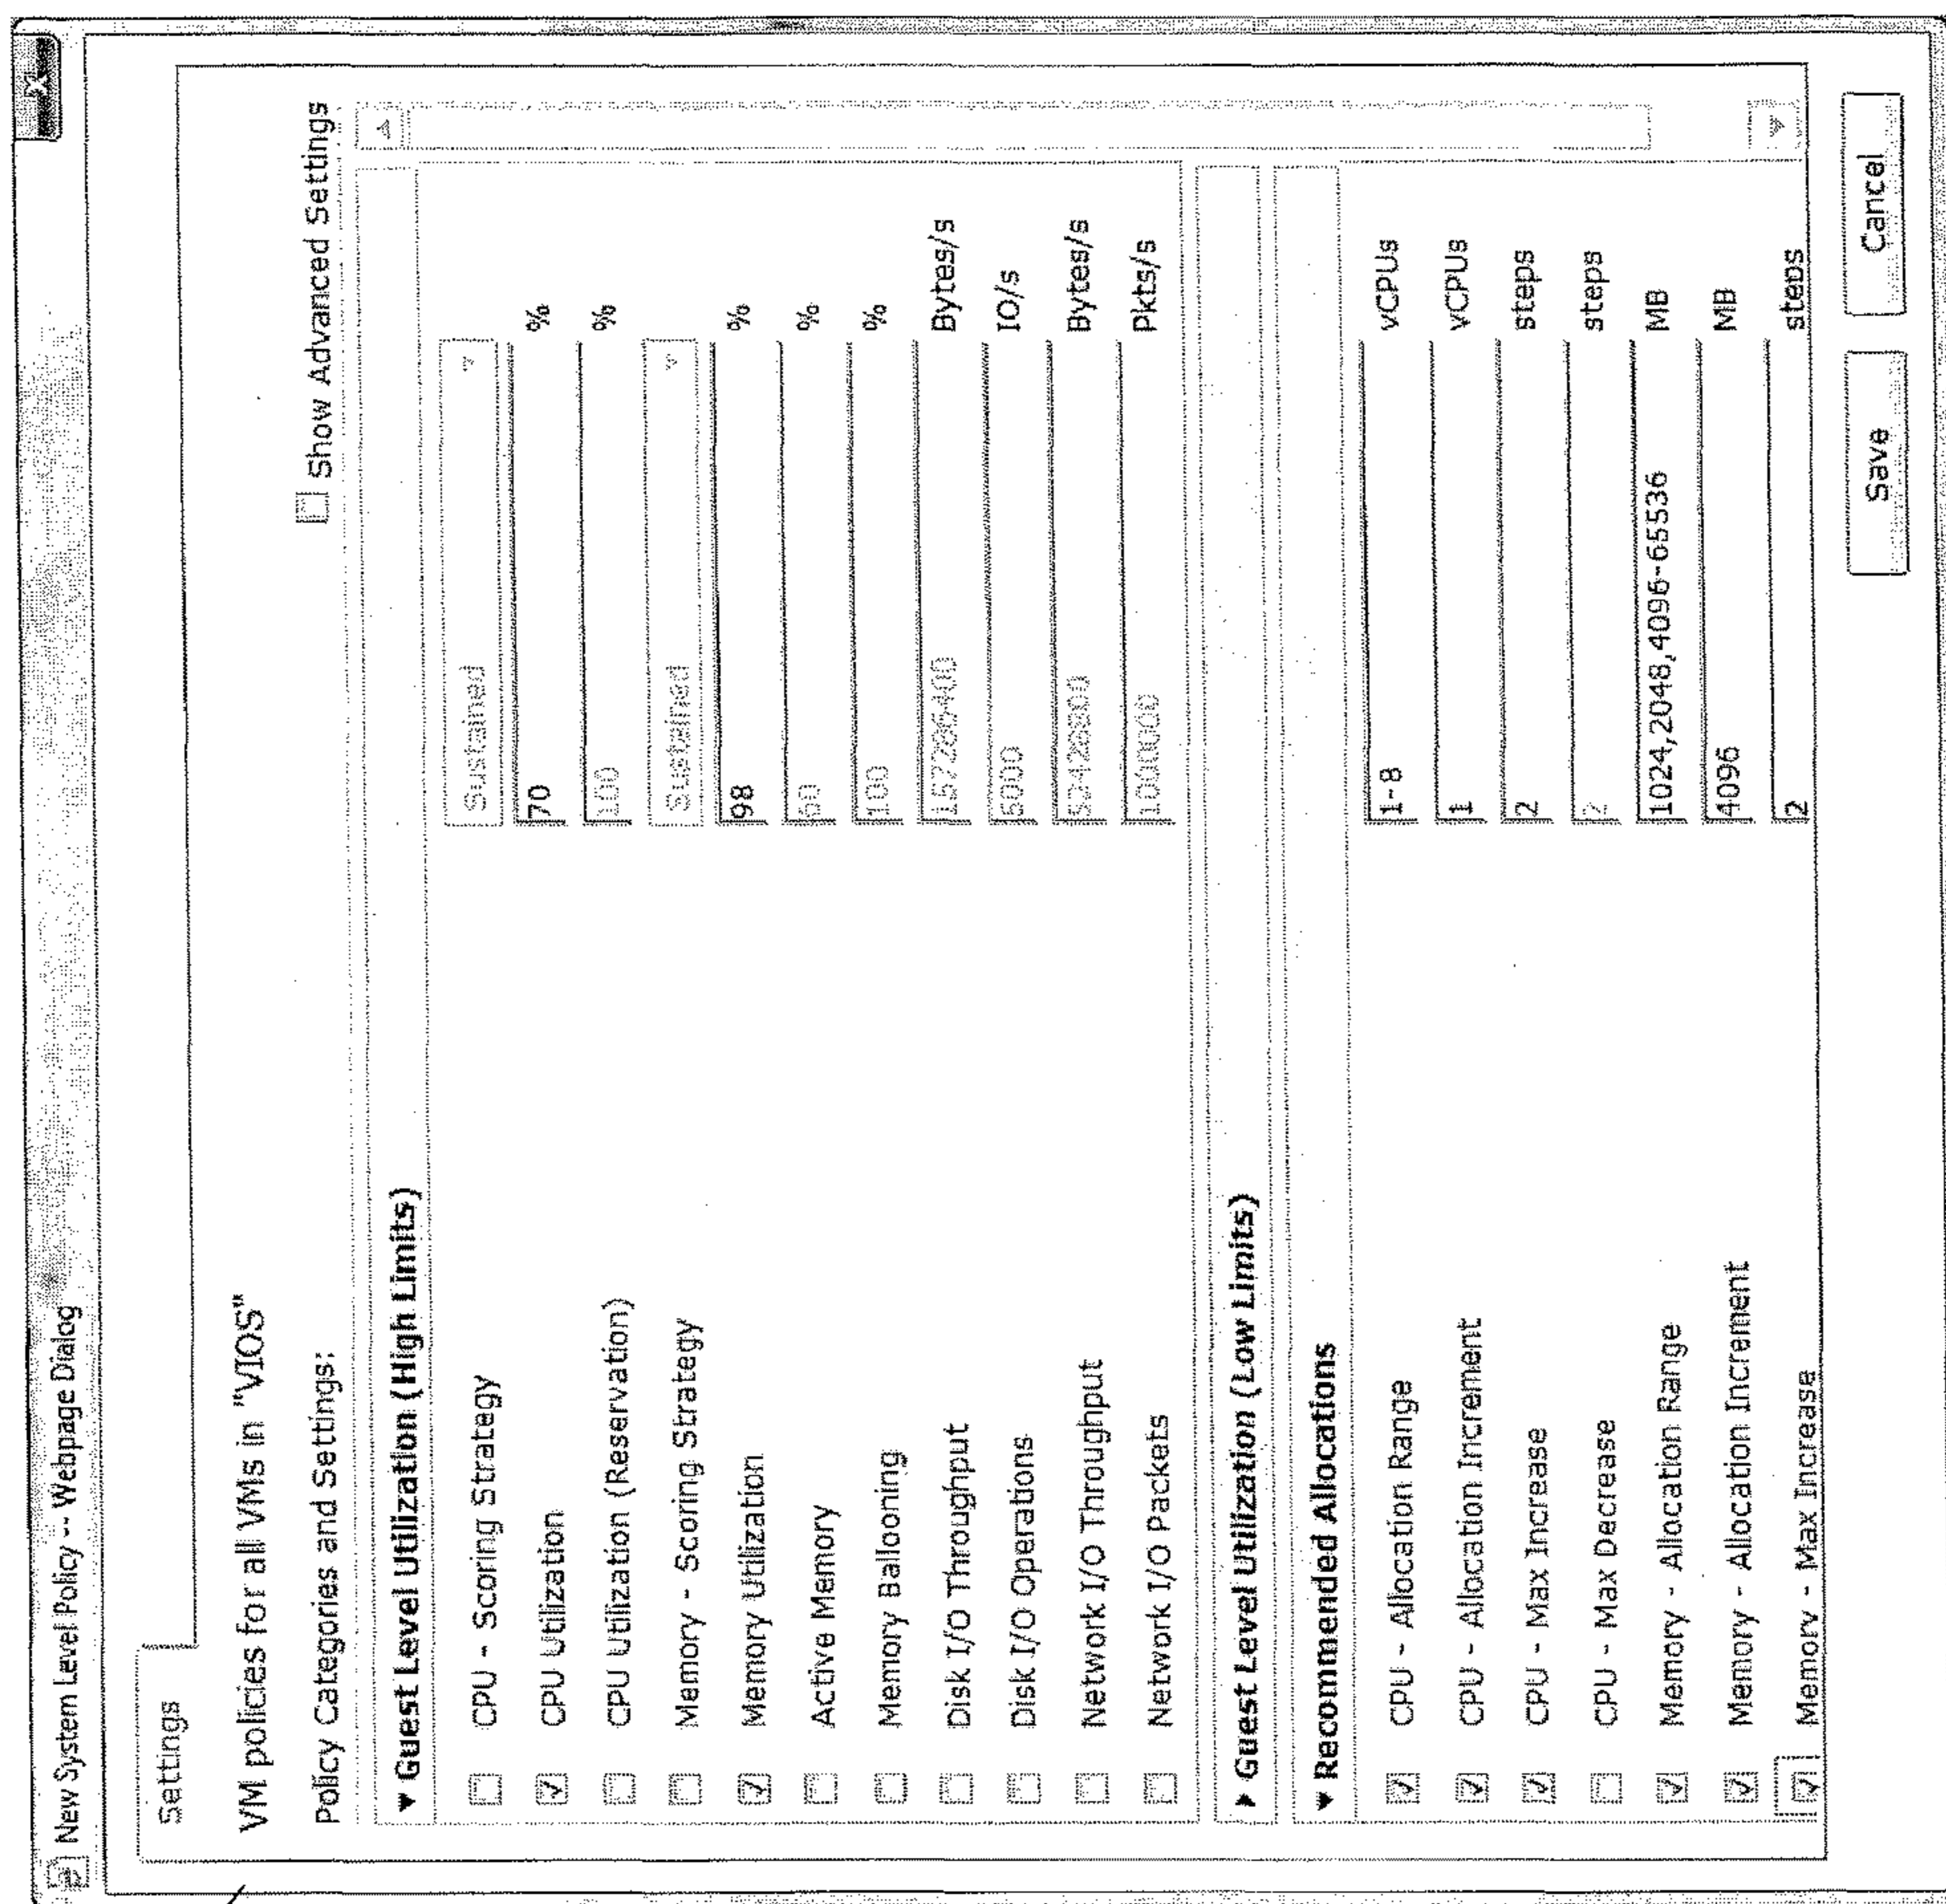 New System Level Policy -- Webpage Dialog
X
Settings
VM policies for all VMs in "VIOS"
Policy Categories and Settings:
Show Advanced Settings
Guest Level Utilization (High Limits)
CPU - Scoring Strategy Sustained
CPU Utilization 70 %
CPU Utilization (Reservation) 100 %
Memory - Scoring Strategy Sustained
Memory Utilization 98 %
Active Memory 60 %
Memory Ballooning 100 %
Disk I/O Throughput 157286400 Bytes/s
Disk I/O Operations 5000 IO/s
Network I/O Throughput 52428800 Bytes/s
Network I/O Packets 1000000 Pkts/s
Guest Level Utilization (Low Limits)
Recommended Allocations
CPU - Allocation Range 1-8 vCPUs
CPU - Allocation Increment 1 vCPUs
CPU - Max Increase 2 steps
CPU - Max Decrease 2 steps
Memory - Allocation Range 1024,2048,4096-65536 MB
Memory - Allocation Increment 4096 MB
Memory - Max Increase 2 steps
Save Cancel